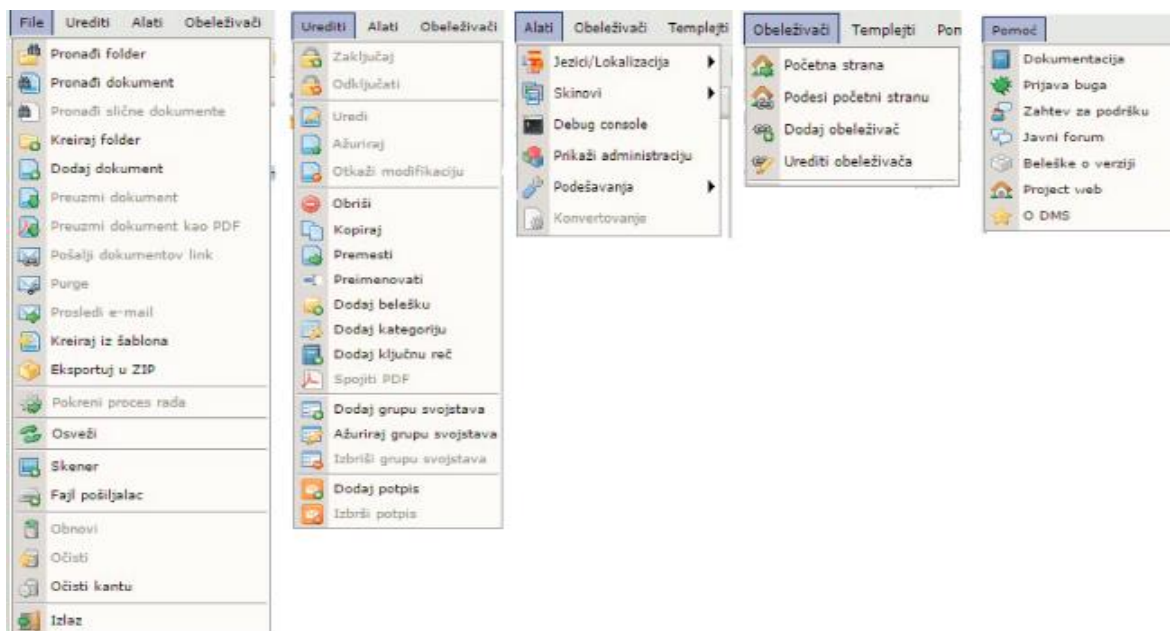 File Urediti Alati Obeleživači
Pronađi folder
Pronađi dokument
Pronađi slične dokumente
Kreiraj folder
Dodaj dokument
Preuzmi dokument
Preuzmi dokument kao PDF
Pošalji dokumentov link
Purge
Prosledi e-mail
Kreiraj iz šablona
Eksportuj u ZIP
Pokreni proces rada
Osveži
Skener
Fajl pošiljalac
Obnovi
Očisti
Očisti kantu
Izlaz
Urediti Alati Obeleživači
Zaključaj
Odključati
Uredi
Ažuriraj
Otkaži modifikaciju
Obriši
Kopiraj
Premesti
Preimenovati
Dodaj belešku
Dodaj kategoriju
Dodaj ključnu reč
Spojiti PDF
Dodaj grupu svojstava
Ažuriraj grupu svojstava
Izbriši grupu svojstava
Dodaj potpis
Izbrši potpis
Alati Obeleživači Templejti
Jezici/Lokalizacija
Skinovi
Debug console
Prikaži administraciju
Podešavanja
Konvertovanje
Obeleživači Templejti Pon
Početna strana
Podesi početni stranu
Dodaj obeleživač
Urediti obeleživača
Pomoć
Dokumentacija
Prijava buga
Zahtev za podršku
Javni forum
Beleške o verziji
Project web
O DMS